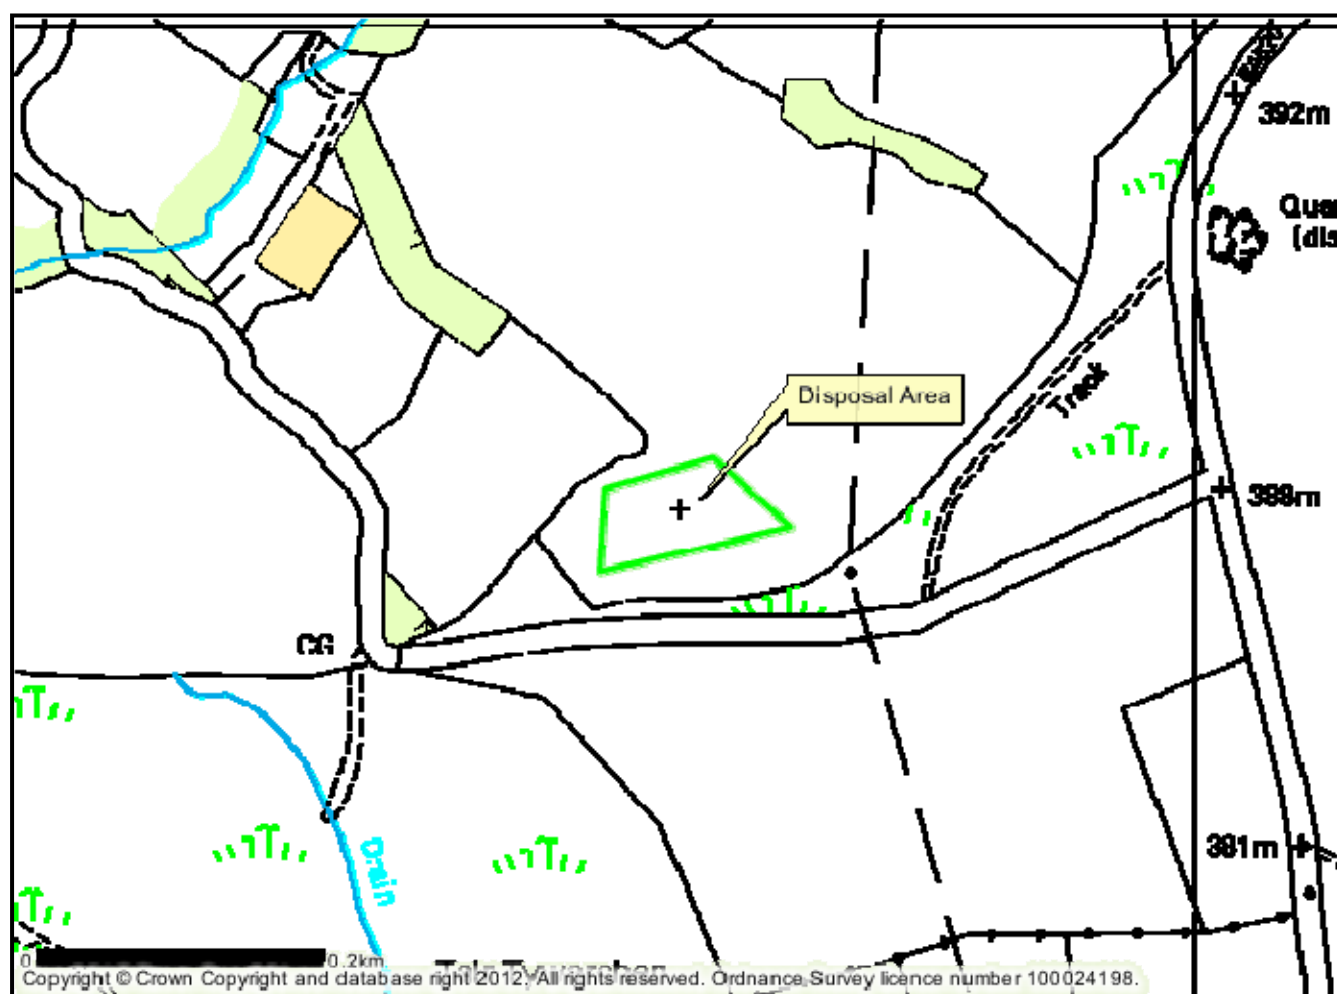 392m
Disposal Area
Track
CG
Drain
381m
0
0.2km
Copyright © Crown Copyright and database right 2012. All rights reserved. Ordnance Survey licence number 100024198.